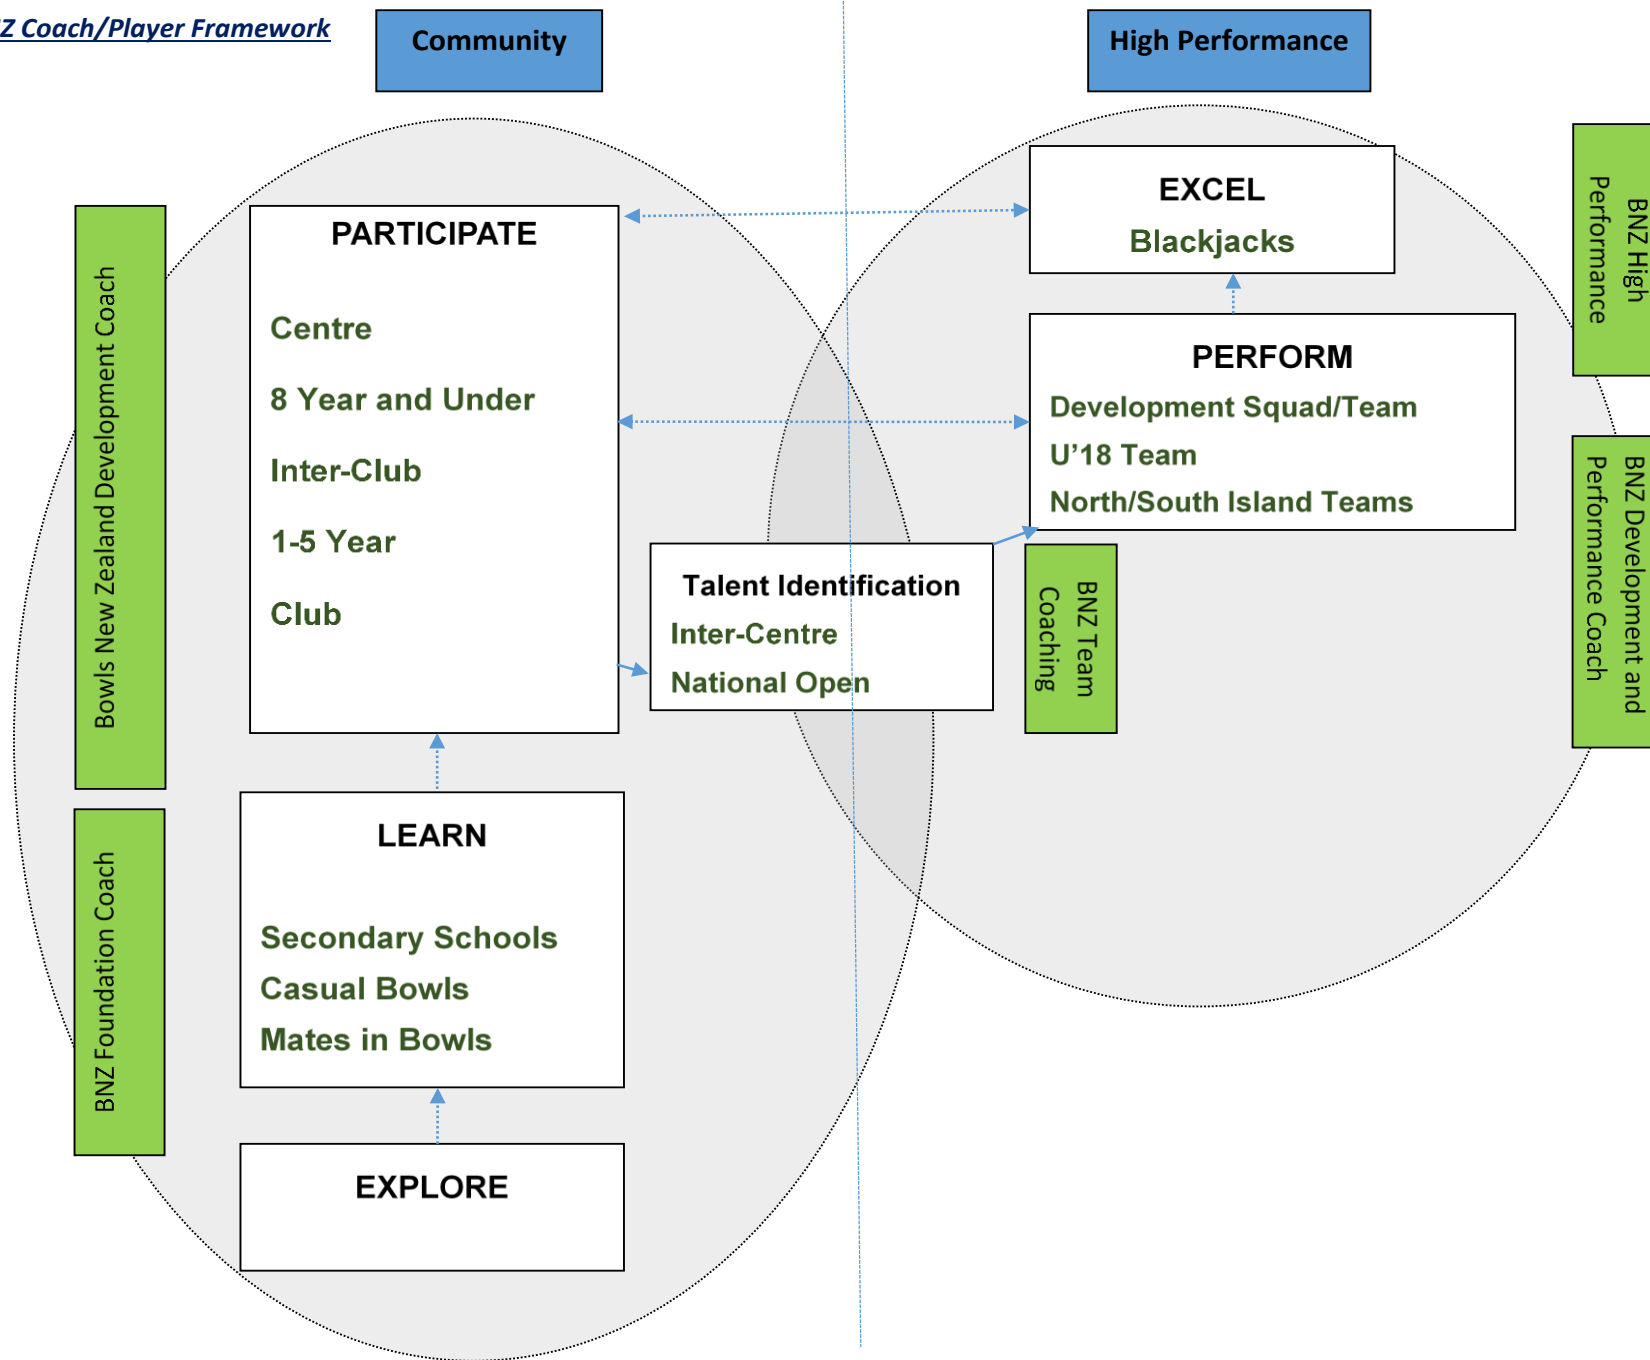 Z Coach/Player Framework
Community
High Performance
PARTICIPATE
Centre
8 Year and Under
Inter-Club
1-5 Year
Club
Bowls New Zealand Development Coach
EXCEL
Blackjacks
BNZ High
Performance
PERFORM
Development Squad/Team
U'18 Team
North/South Island Teams
BNZ Development and
Performance Coach
Talent Identification
Inter-Centre
National Open
BNZ Team
Coaching
LEARN
Secondary Schools
Casual Bowls
Mates in Bowls
BNZ Foundation Coach
EXPLORE